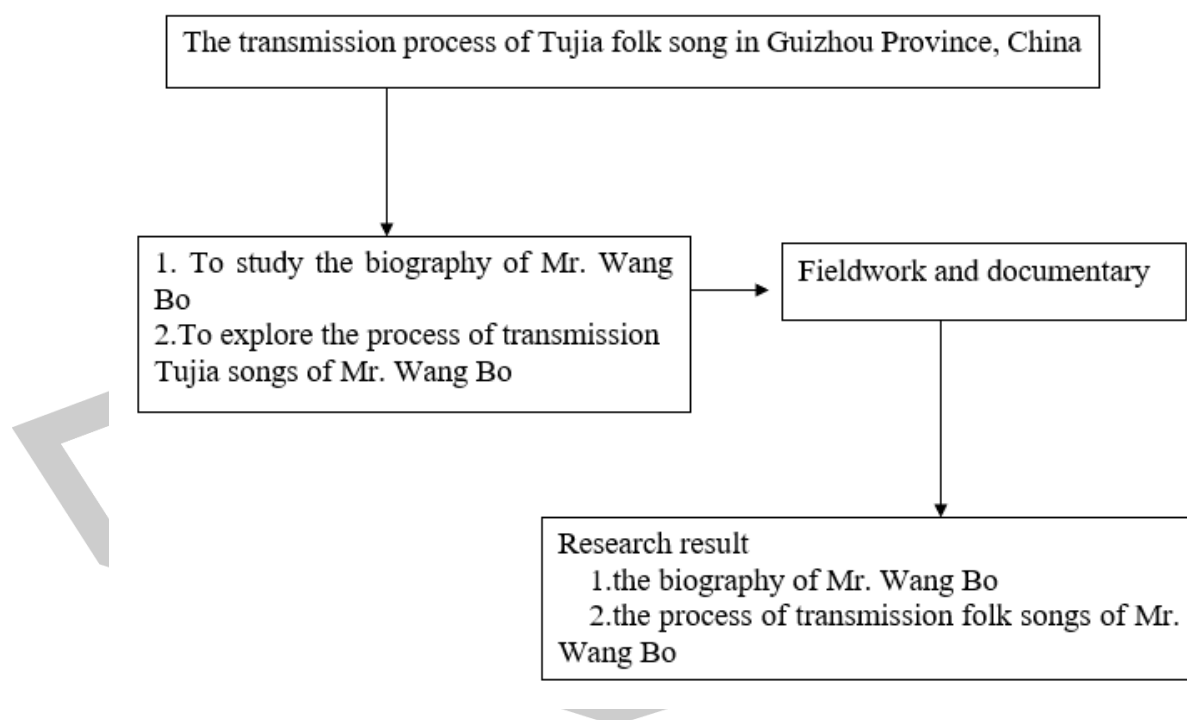 The transmission process of Tujia folk song in Guizhou Province, China
1. To study the biography of Mr. Wang
Bo
2.To explore the process of transmission
Tujia songs of Mr. Wang Bo
Fieldwork and documentary
Research result
1.the biography of Mr. Wang Bo
2.the process of transmission folk songs of Mr.
Wang Bo